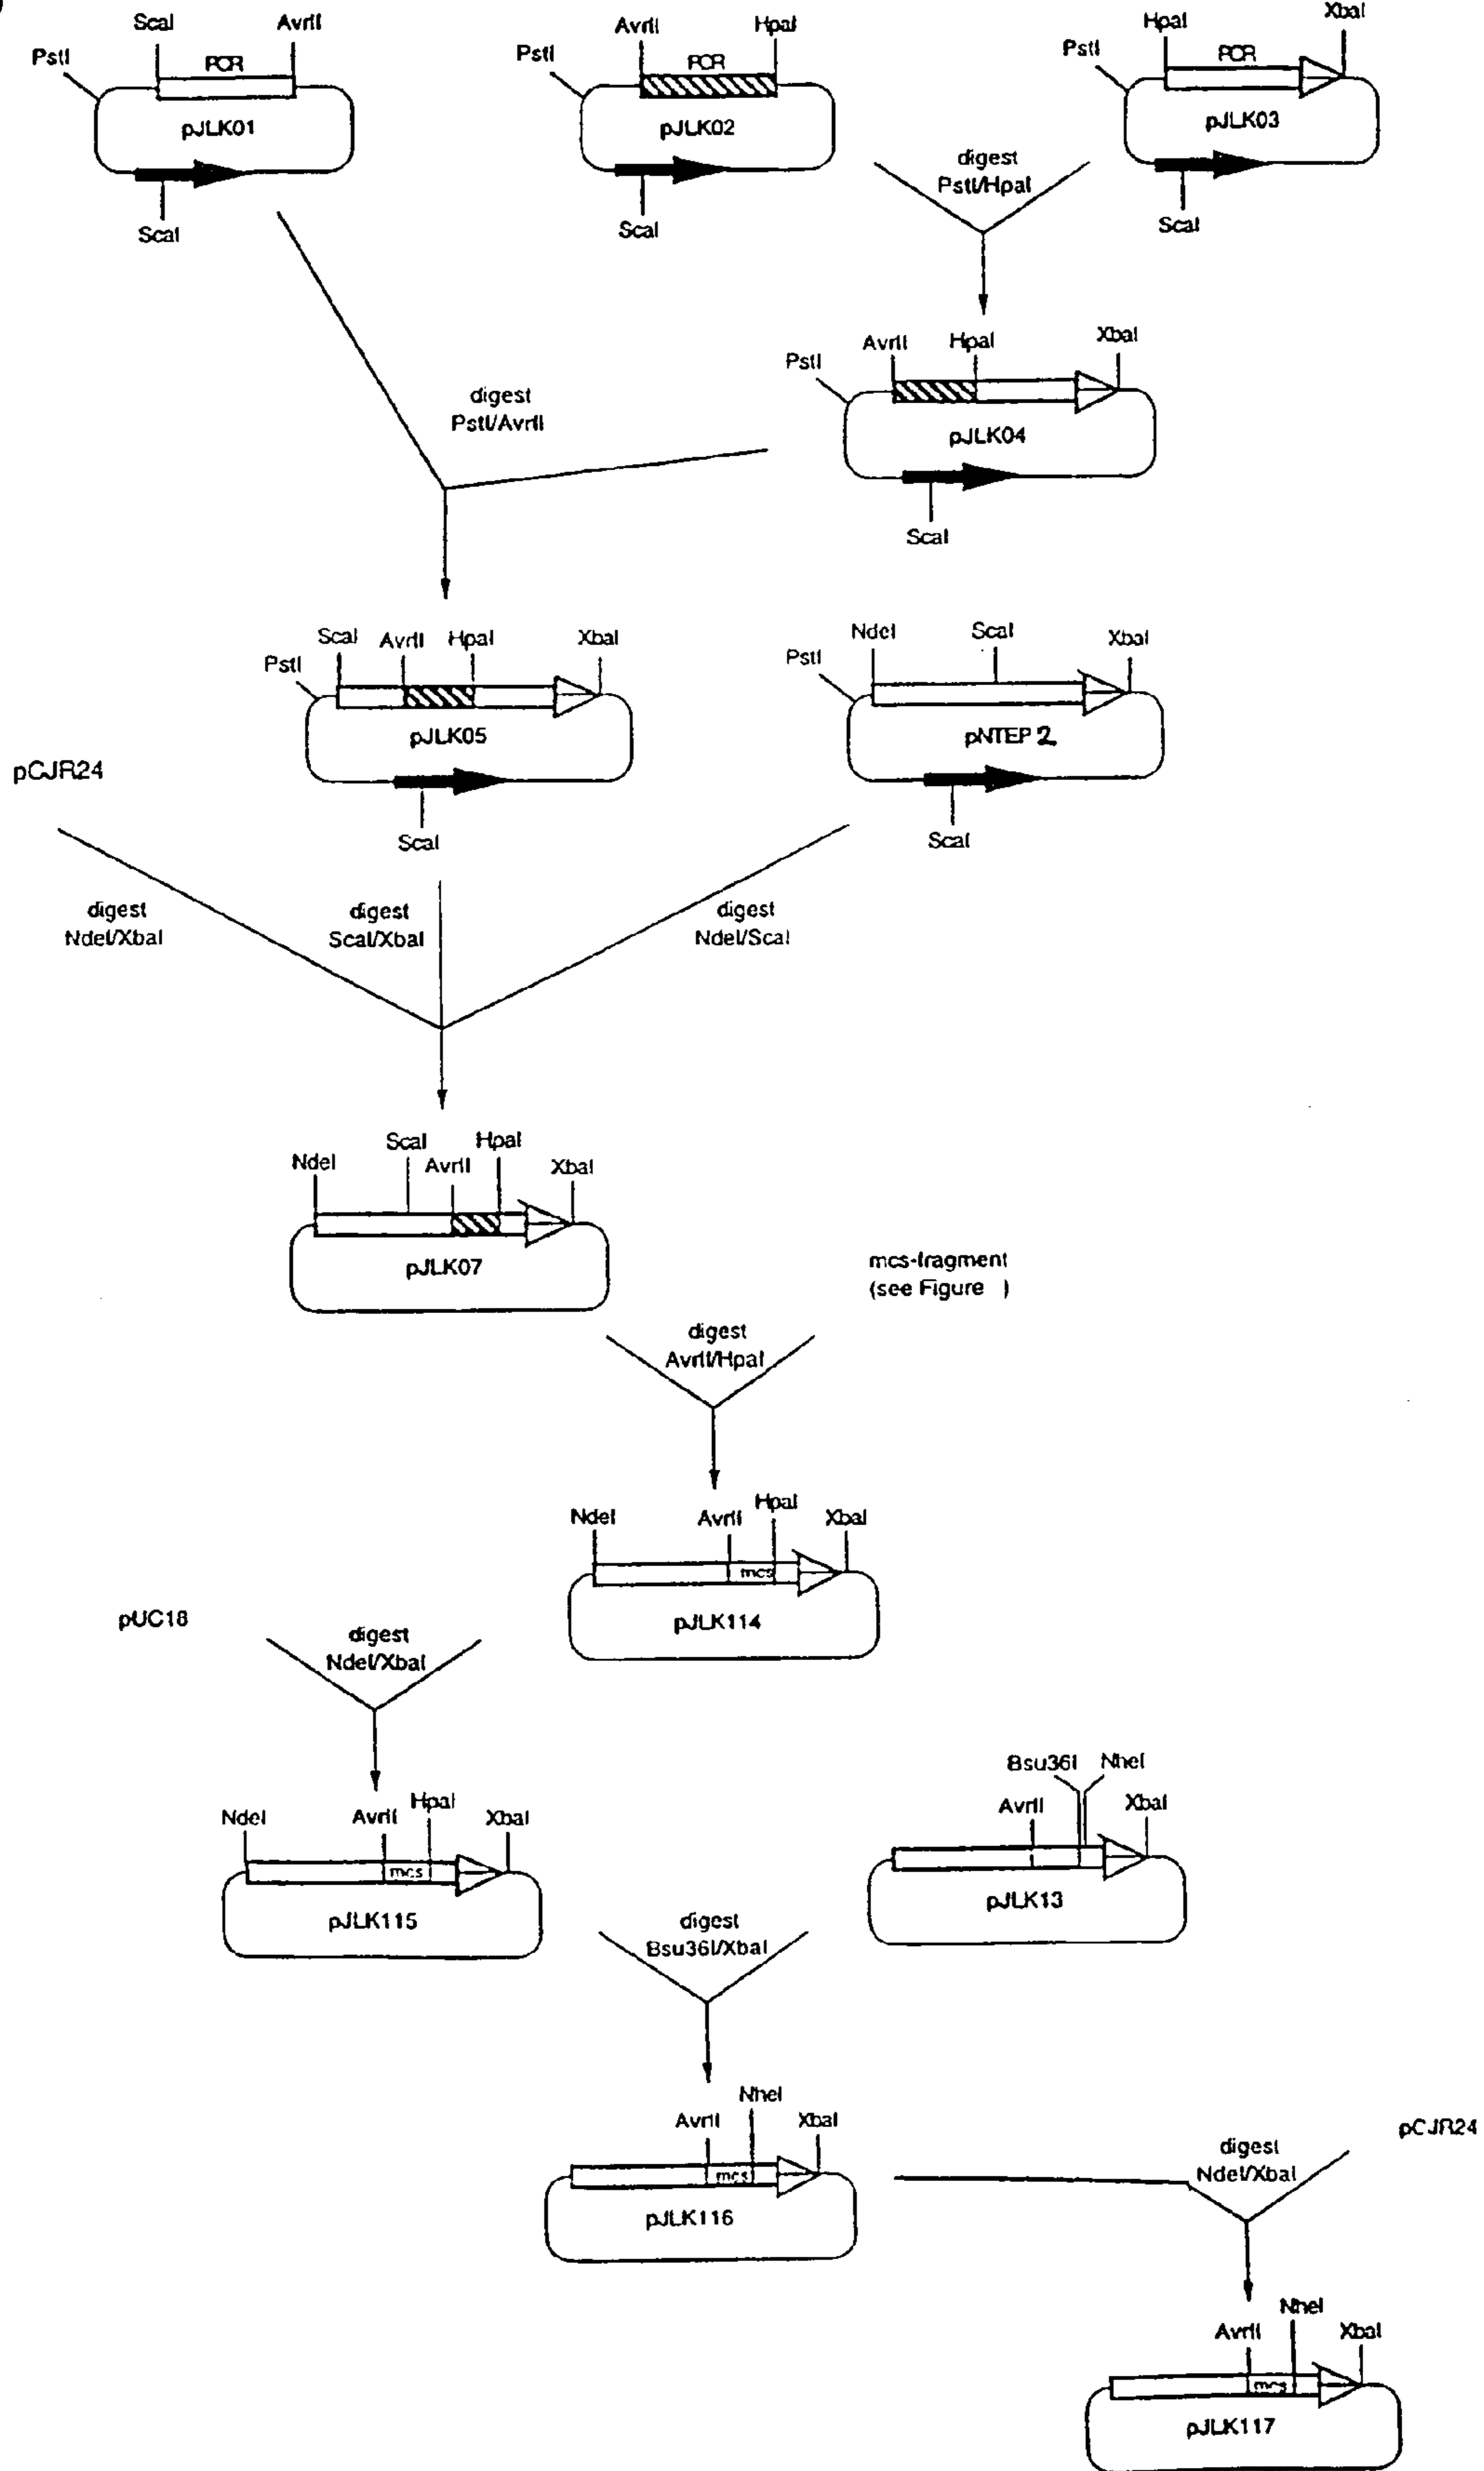 ScaI AvrII
PstI
PCR
pJLK01
ScaI
AvrII HpaI
PstI
PCR
pJLK02
ScaI
HpaI XbaI
PstI
PCR
pJLK03
ScaI
digest
PstI/HpaI
AvrII HpaI XbaI
PstI
pJLK04
ScaI
digest
PstI/AvrII
ScaI AvrII HpaI XbaI
PstI
pJLK05
ScaI
NdeI ScaI XbaI
PstI
pNTEP2
ScaI
pCJR24
digest
NdeI/XbaI
digest
ScaI/XbaI
digest
NdeI/ScaI
ScaI HpaI
NdeI AvrII XbaI
pJLK07
mcs-fragment
(see Figure )
digest
AvrII/HpaI
HpaI
NdeI AvrII XbaI
mcs
pJLK114
pUC18
digest
NdeI/XbaI
HpaI
NdeI AvrII XbaI
mcs
pJLK115
Bsu36I NheI
AvrII XbaI
pJLK13
digest
Bsu36I/XbaI
NheI
AvrII XbaI
mcs
pJLK116
pCJR24
digest
NdeI/XbaI
NheI
AvrII XbaI
mcs
pJLK117